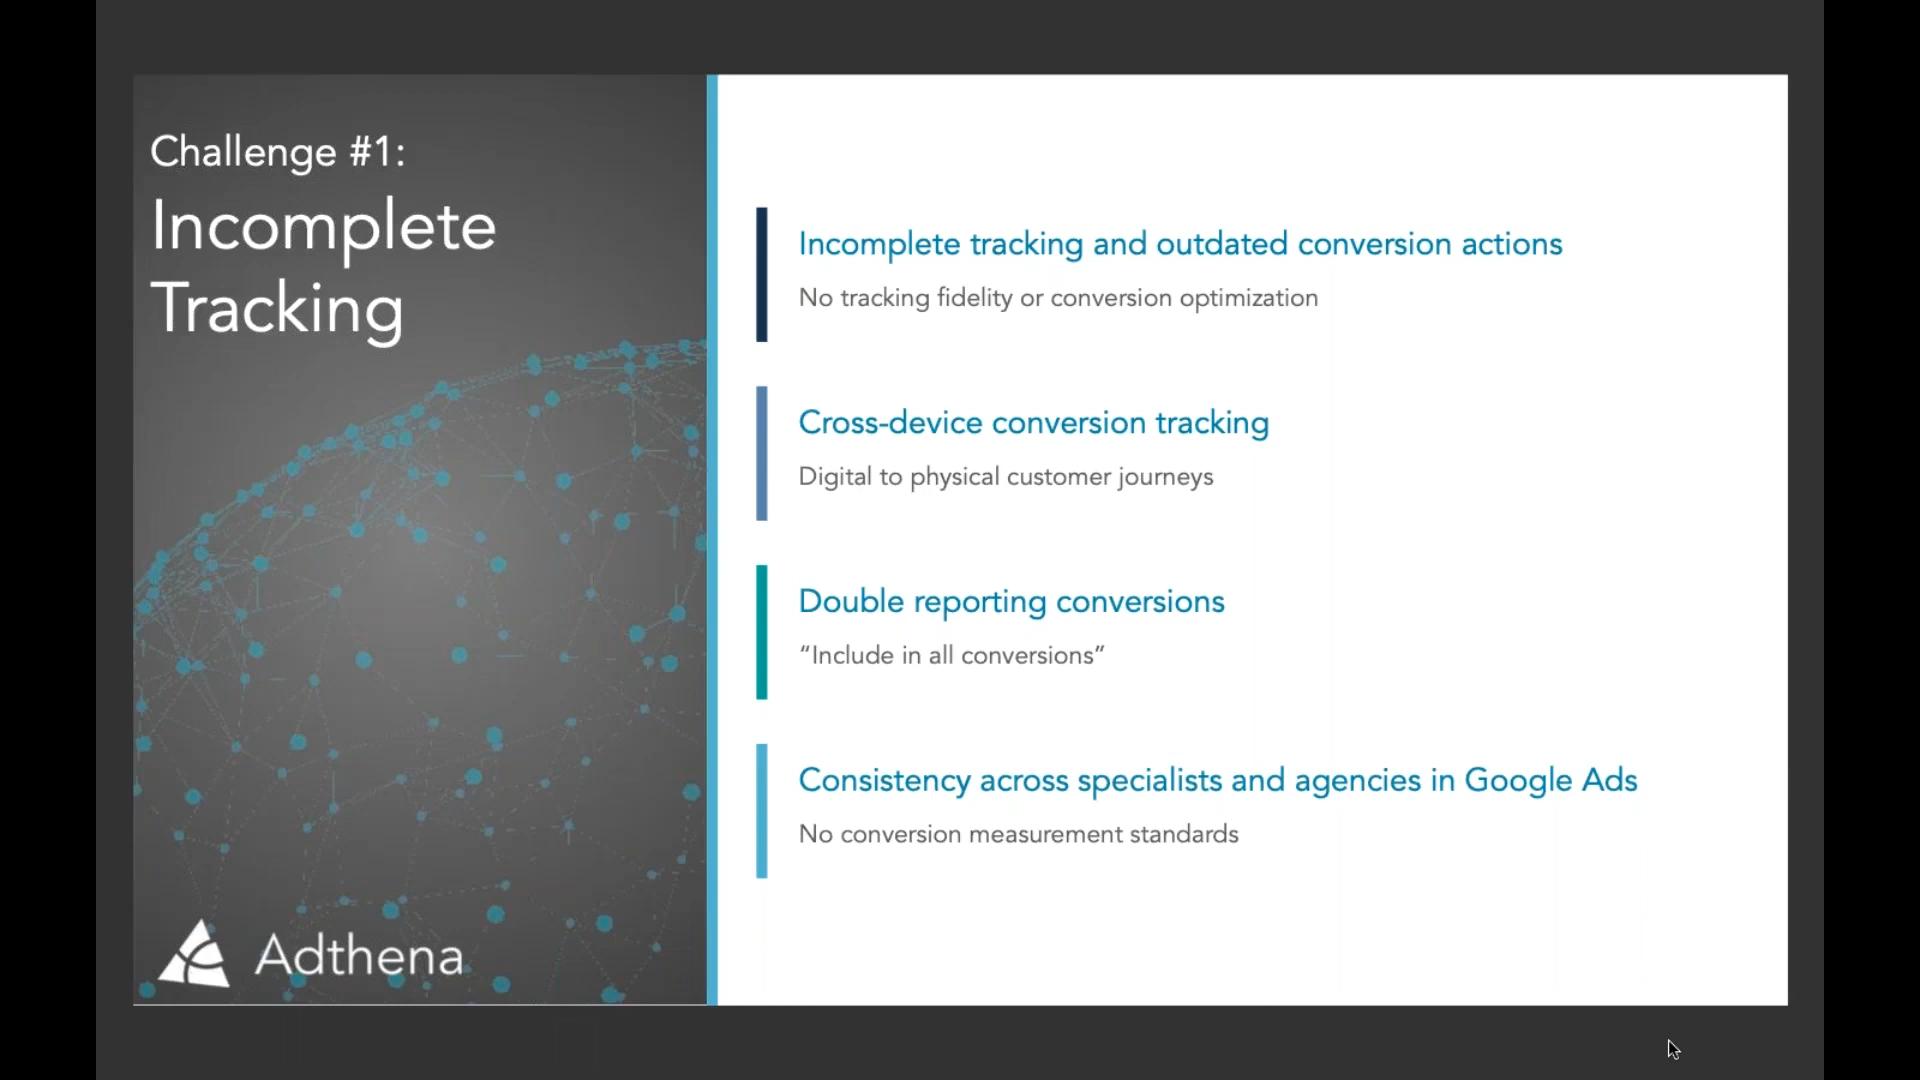 Challenge #1:
Incomplete
Tracking
Adthena
Incomplete tracking and outdated conversion actions
No tracking fidelity or conversion optimization
Cross-device conversion tracking
Digital to physical customer journeys
Double reporting conversions
“Include in all conversions”
Consistency across specialists and agencies in Google Ads
No conversion measurement standards